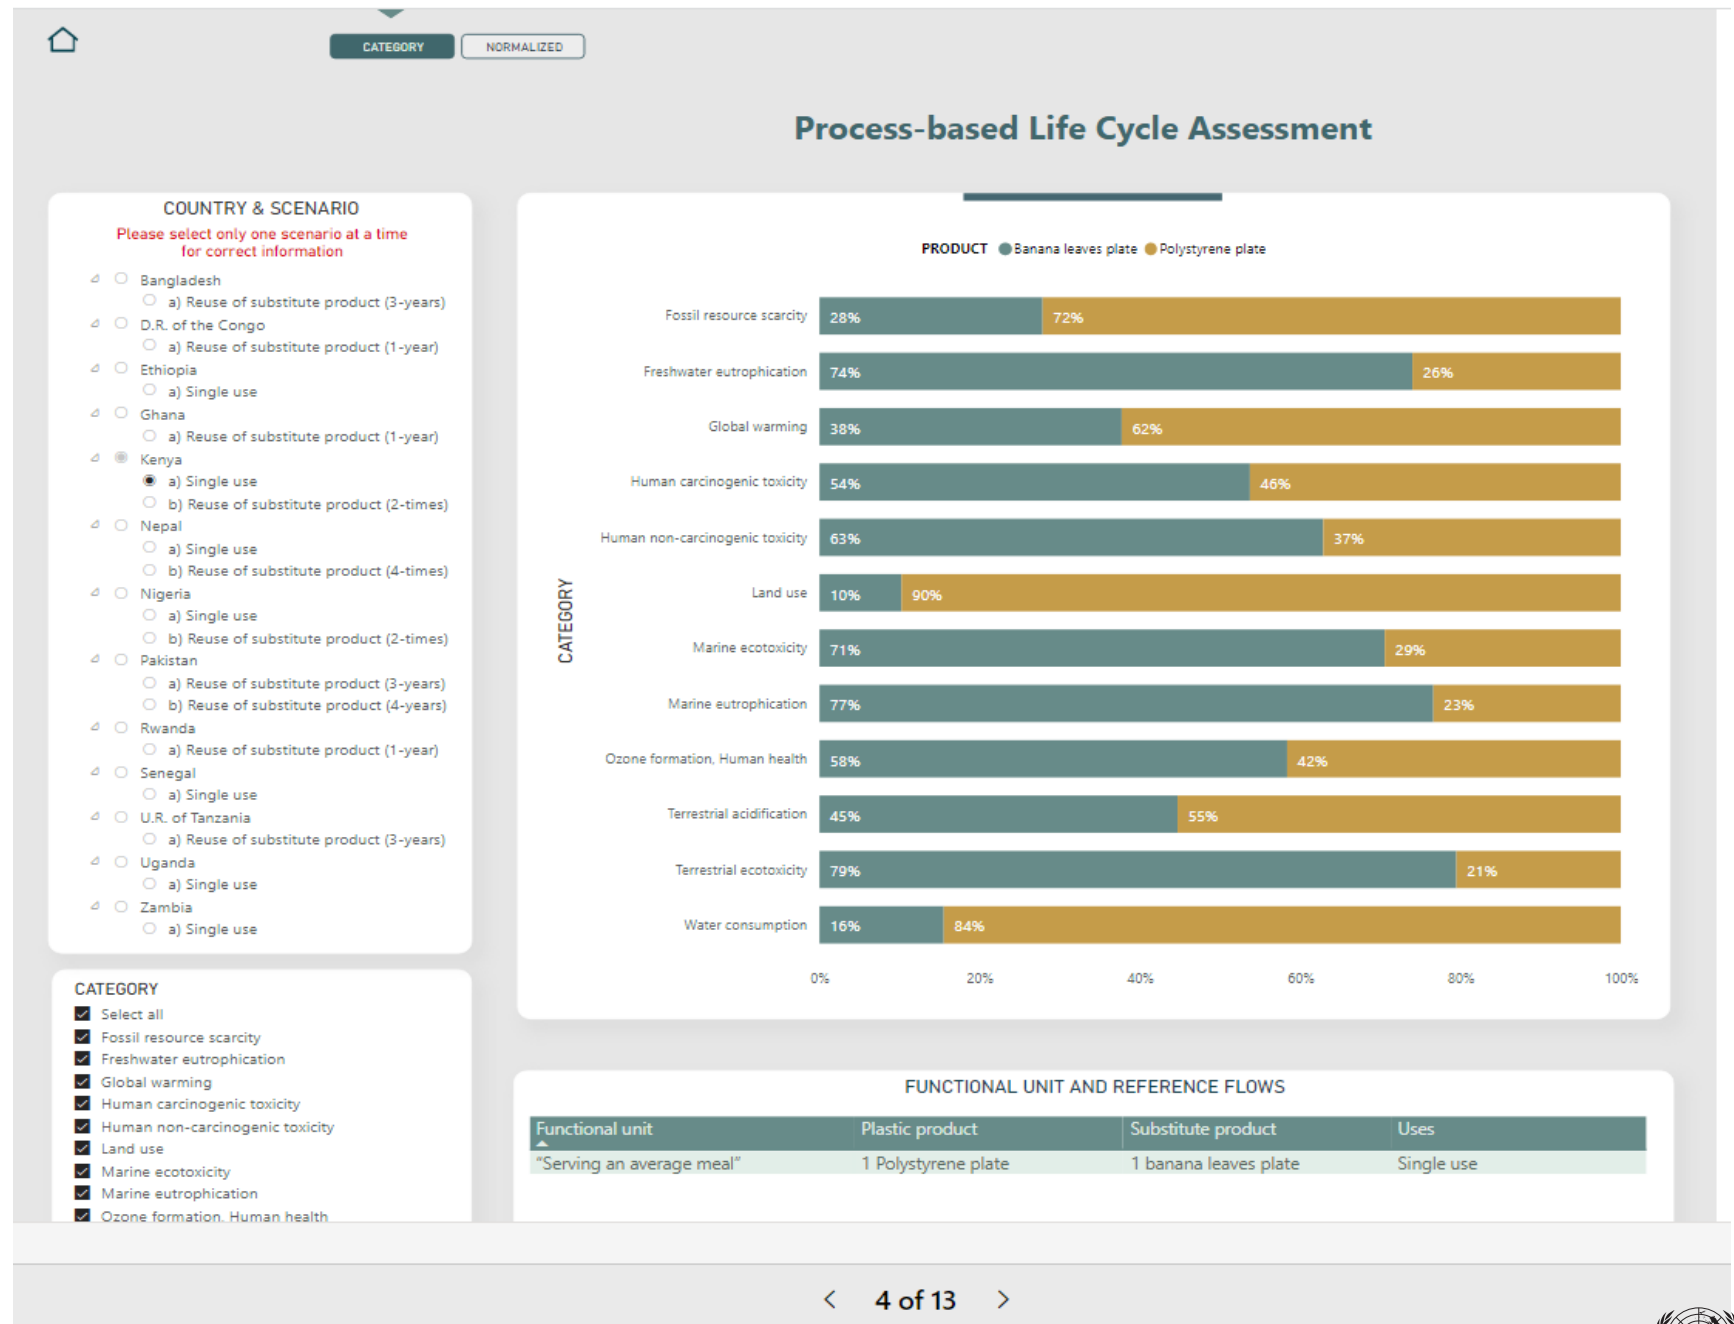 CATEGORY NORMALIZED
Process-based Life Cycle Assessment
COUNTRY & SCENARIO
Please select only one scenario at a time
for correct information
Bangladesh
a) Reuse of substitute product (3-years)
D.R. of the Congo
a) Reuse of substitute product (1-year)
Ethiopia
a) Single use
Ghana
a) Reuse of substitute product (1-year)
Kenya
a) Single use
b) Reuse of substitute product (2-times)
Nepal
a) Single use
b) Reuse of substitute product (4-times)
Nigeria
a) Single use
b) Reuse of substitute product (2-times)
Pakistan
a) Reuse of substitute product (3-years)
b) Reuse of substitute product (4-years)
Rwanda
a) Reuse of substitute product (1-year)
Senegal
a) Single use
U.R. of Tanzania
a) Reuse of substitute product (3-years)
Uganda
a) Single use
Zambia
a) Single use
CATEGORY
Select all
Fossil resource scarcity
Freshwater eutrophication
Global warming
Human carcinogenic toxicity
Human non-carcinogenic toxicity
Land use
Marine ecotoxicity
Marine eutrophication
Ozone formation, Human health
PRODUCT Banana leaves plate Polystyrene plate
CATEGORY
Fossil resource scarcity 28% 72%
Freshwater eutrophication 74% 26%
Global warming 38% 62%
Human carcinogenic toxicity 54% 46%
Human non-carcinogenic toxicity 63% 37%
Land use 10% 90%
Marine ecotoxicity 71% 29%
Marine eutrophication 77% 23%
Ozone formation, Human health 58% 42%
Terrestrial acidification 45% 55%
Terrestrial ecotoxicity 79% 21%
Water consumption 16% 84%
0% 20% 40% 60% 80% 100%
FUNCTIONAL UNIT AND REFERENCE FLOWS
Functional unit Plastic product Substitute product Uses
“Serving an average meal” 1 Polystyrene plate 1 banana leaves plate Single use
4 of 13